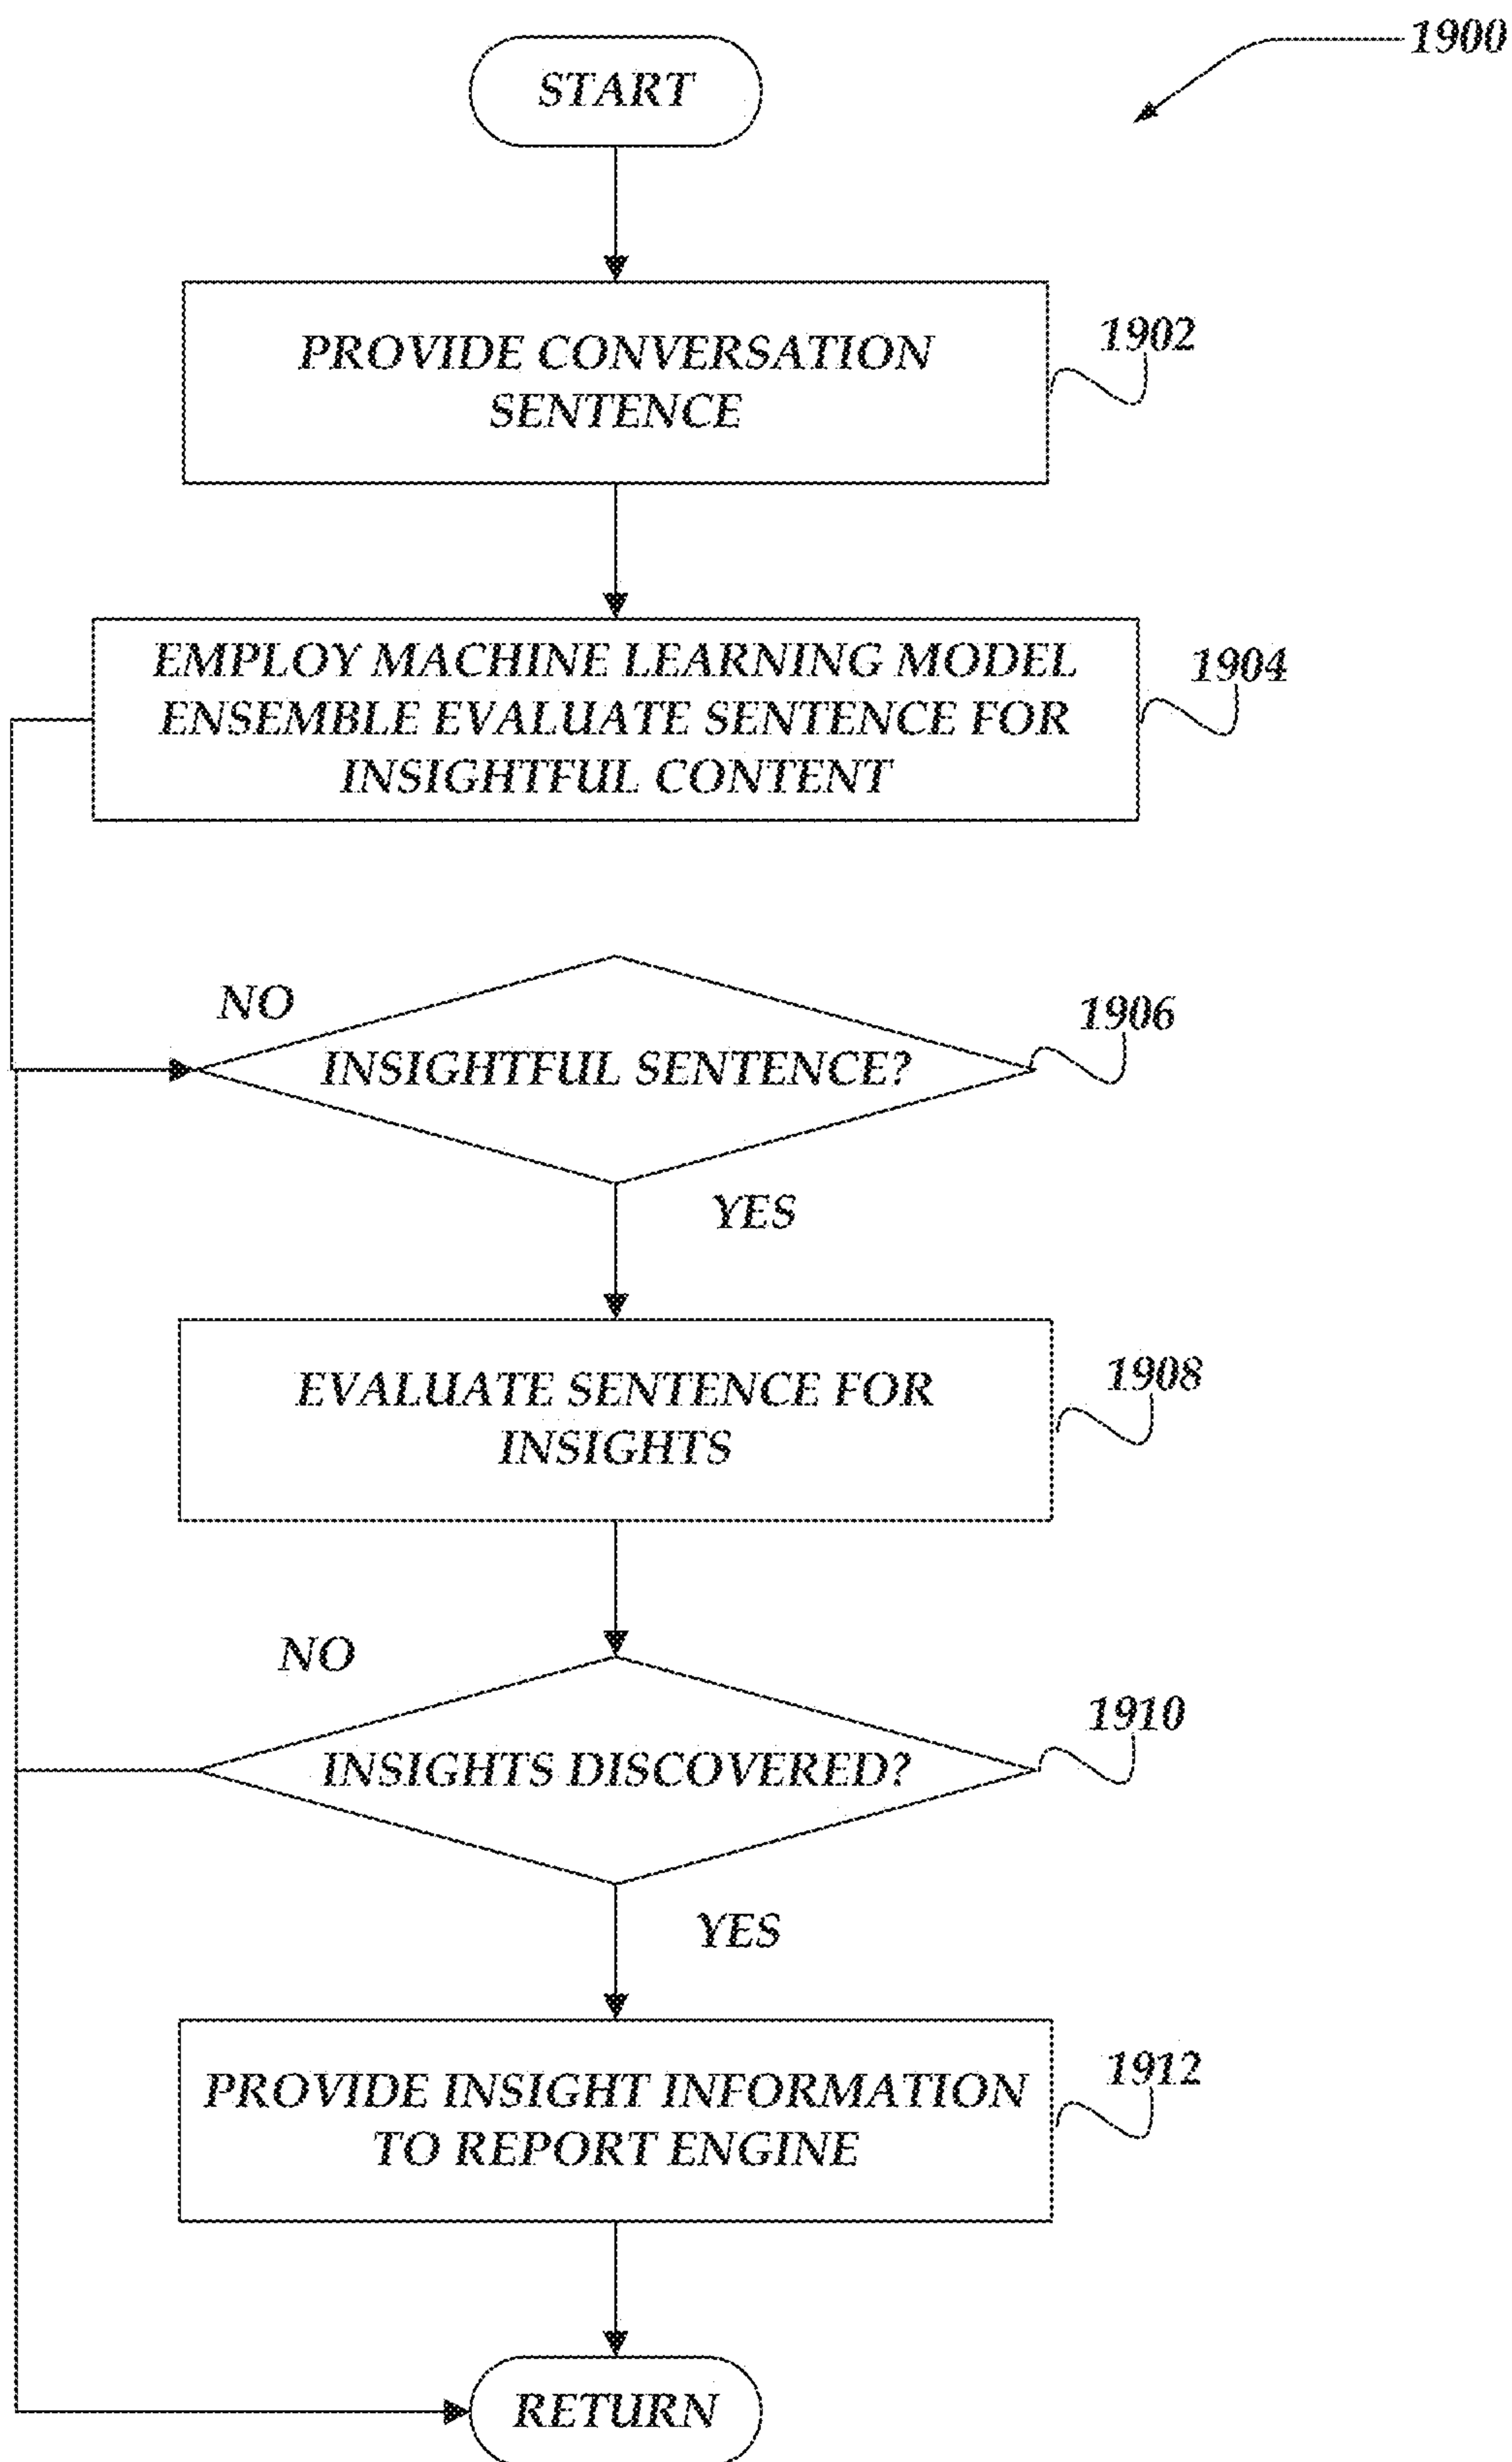 1900
START
PROVIDE CONVERSATION
SENTENCE
1902
EMPLOY MACHINE LEARNING MODEL
ENSEMBLE EVALUATE SENTENCE FOR
INSIGHTFUL CONTENT
1904
NO
INSIGHTFUL SENTENCE?
1906
YES
EVALUATE SENTENCE FOR
INSIGHTS
1908
NO
INSIGHTS DISCOVERED?
1910
YES
PROVIDE INSIGHT INFORMATION
TO REPORT ENGINE
1912
RETURN